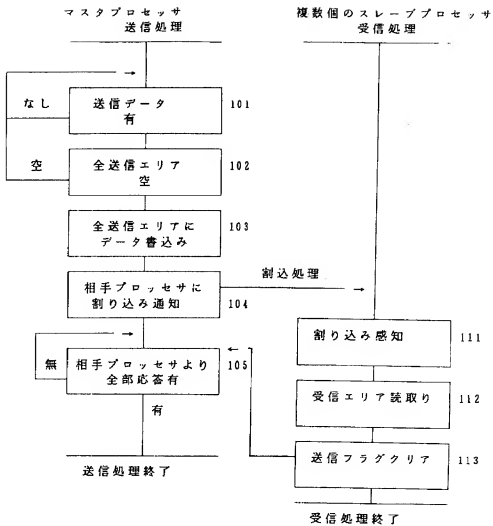 マスタプロセッサ
送信処理
複数個のスレーブプロセッサ
受信処理
なし
送信データ
有
101
空
全送信エリア
空
102
全送信エリアに
データ書込み
103
相手プロッセサに
割り込み通知
104
割込処理
無
相手プロッセサより
全部応答有
105
有
送信処理終了
割り込み感知
111
受信エリア読取り
112
送信フラグクリア
113
受信処理終了